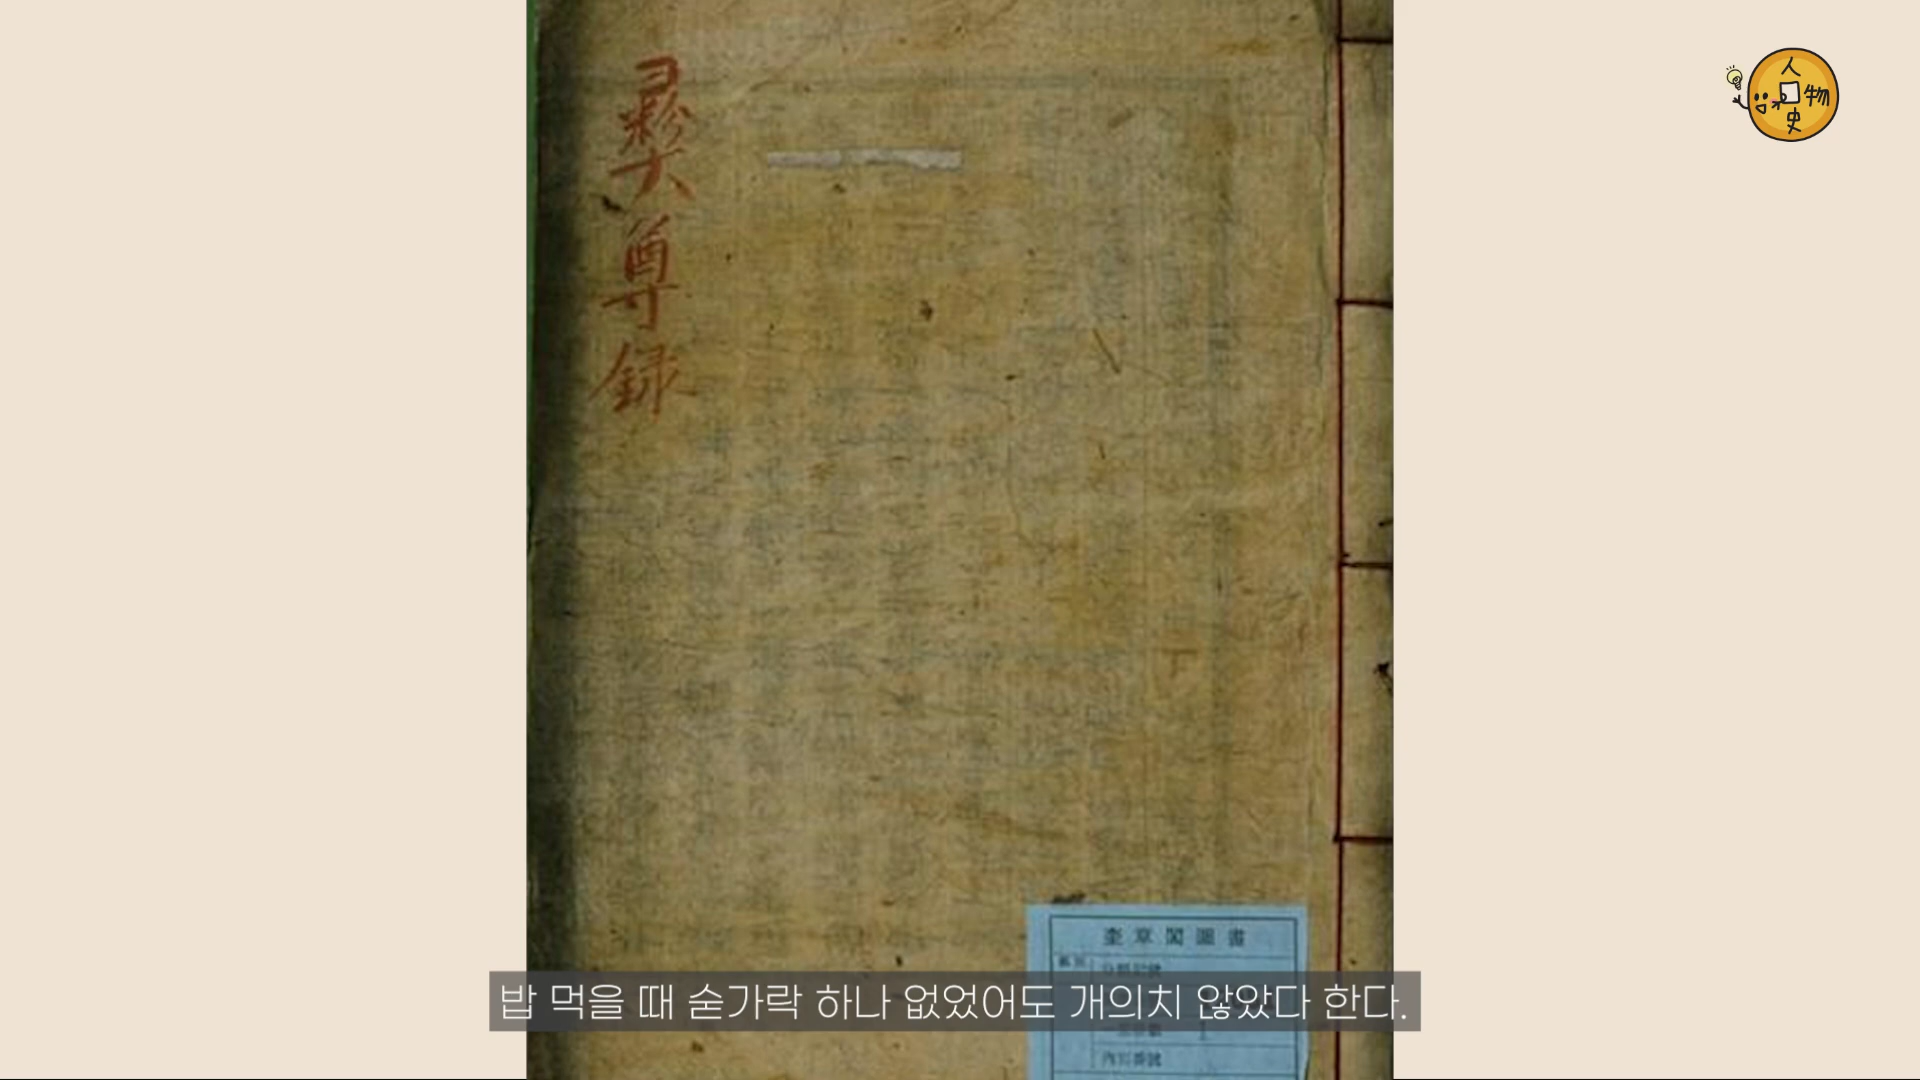 彛尊録
人物
史
奎章閣圖書
밥 먹을 때 숟가락 하나 없었어도 개의치 않았다 한다.